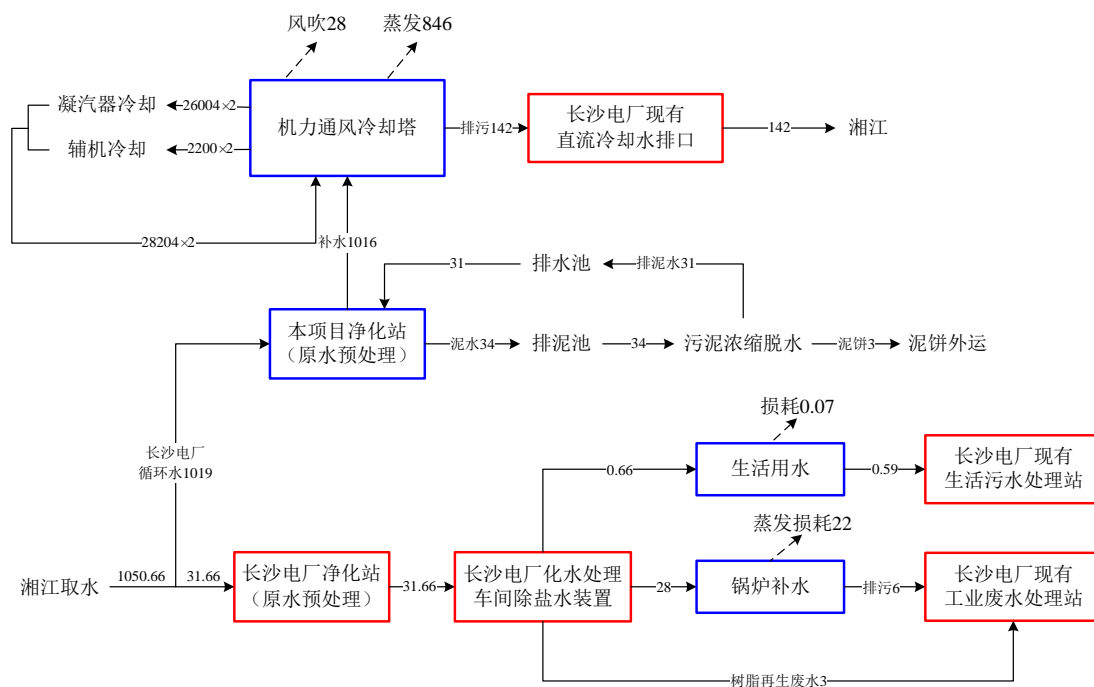 风吹28
蒸发846
凝汽器冷却
26004×2
辅机冷却
2200×2
机力通风冷却塔
排污142
长沙电厂现有
直流冷却水排口
142
湘江
28204×2
补水1016
31
排水池
排泥水31
本项目净化站
（原水预处理）
泥水34
排泥池
34
污泥浓缩脱水
泥饼3
泥饼外运
长沙电厂
循环水1019
损耗0.07
0.66
生活用水
0.59
长沙电厂现有
生活污水处理站
蒸发损耗22
湘江取水
1050.66
31.66
长沙电厂净化站
（原水预处理）
31.66
长沙电厂化水处理
车间除盐水装置
28
锅炉补水
排污6
长沙电厂现有
工业废水处理站
树脂再生废水3